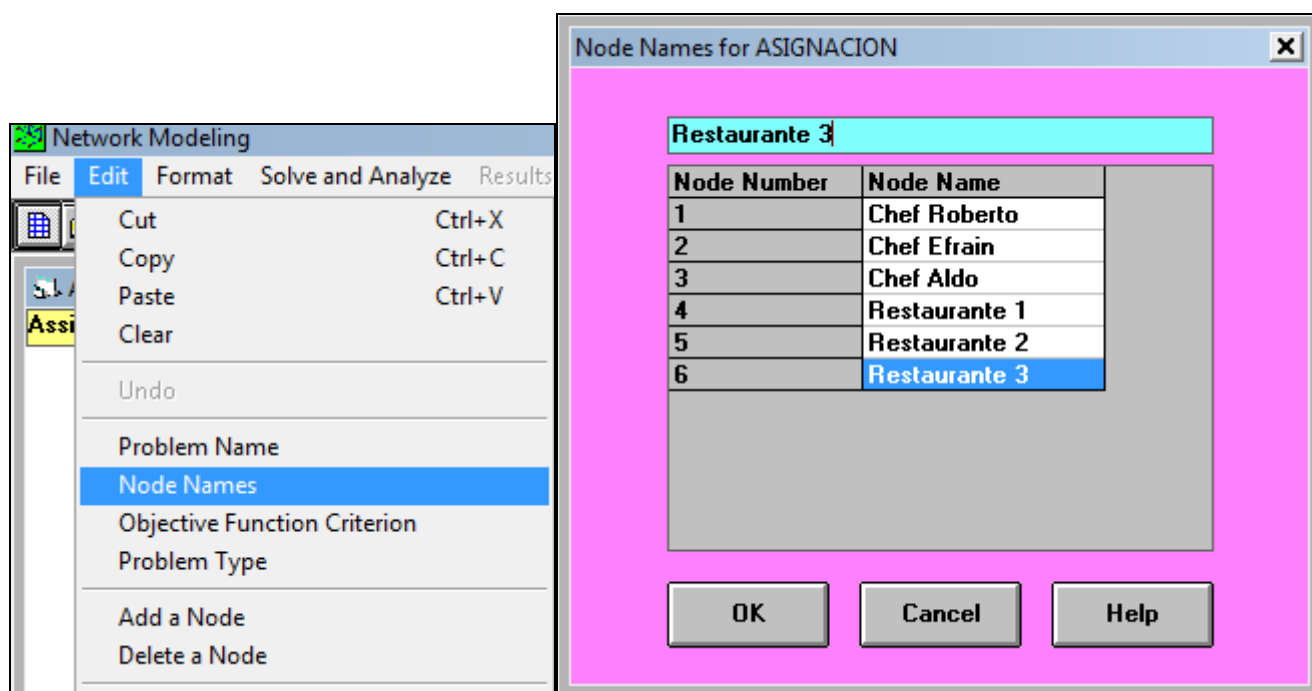 Network Modeling
File Edit Format Solve and Analyze Results
Cut Ctrl+X
Copy Ctrl+C
Paste Ctrl+V
Clear
Undo
Problem Name
Node Names
Objective Function Criterion
Problem Type
Add a Node
Delete a Node
Node Names for ASIGNACION
Restaurante 3
Node Number Node Name
1 Chef Roberto
2 Chef Efrain
3 Chef Aldo
4 Restaurante 1
5 Restaurante 2
6 Restaurante 3
OK Cancel Help